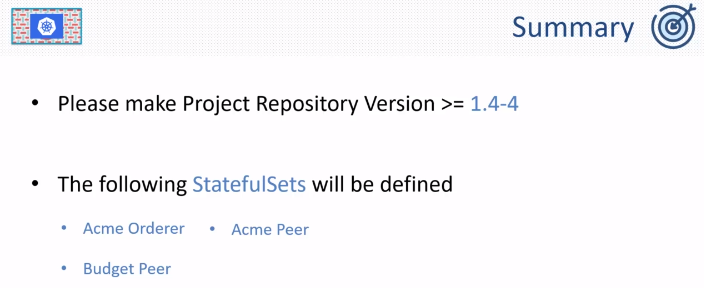 Summary
• Please make Project Repository Version >= 1.4-4
• The following StatefulSets will be defined
• Acme Orderer • Acme Peer
• Budget Peer